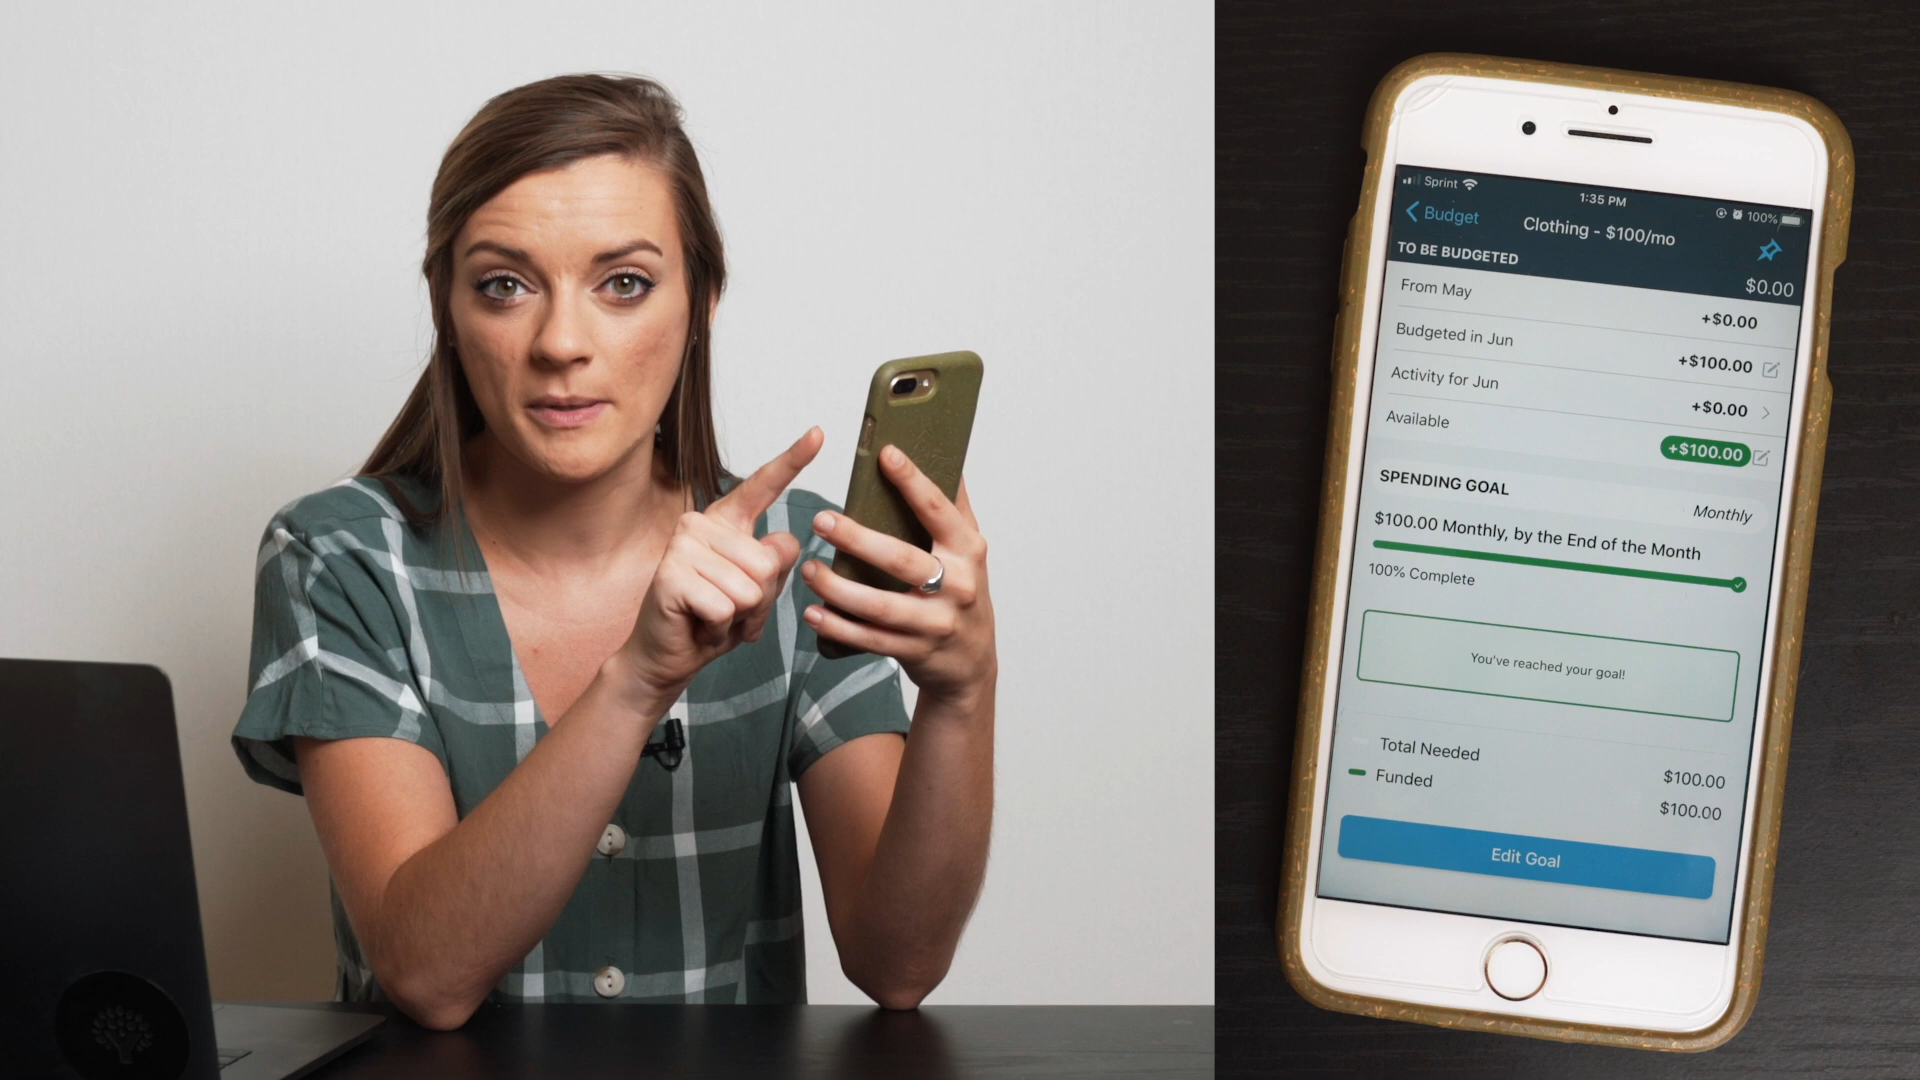 Sprint
1:35 PM
100%
Budget
Clothing - $100/mo
TO BE BUDGETED
$0.00
From May
+$0.00
Budgeted in Jun
+$100.00
Activity for Jun
+$0.00
Available
+$100.00
SPENDING GOAL
Monthly
$100.00 Monthly, by the End of the Month
100% Complete
You've reached your goal!
Total Needed
$100.00
Funded
$100.00
Edit Goal